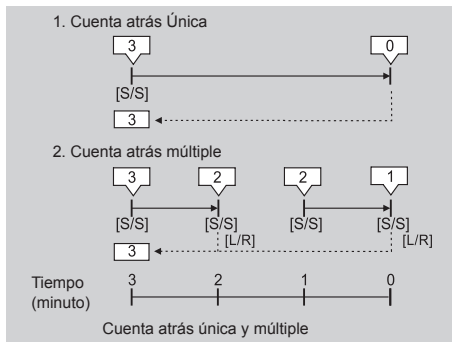 1. Cuenta atrás Única
3 0
[S/S]
3
2. Cuenta atrás múltiple
3 2 2 1
[S/S] [S/S] [S/S] [S/S]
[L/R] [L/R]
3
Tiempo 3 2 1 0
(minuto)
Cuenta atrás única y múltiple